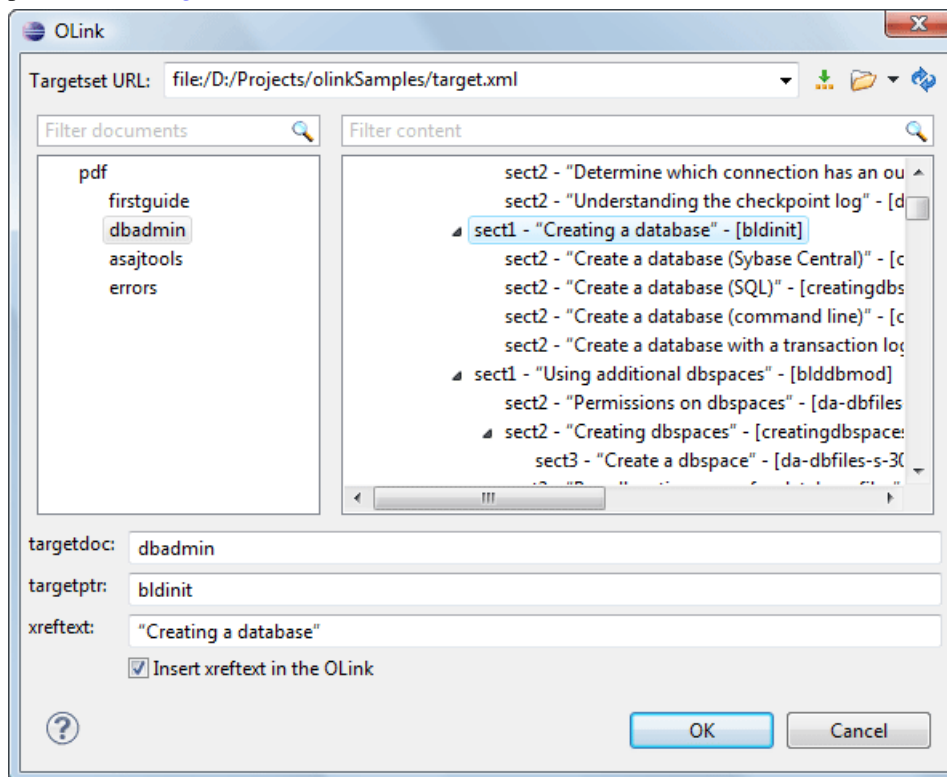 OLink
Targetset URL: file:/D:/Projects/olinkSamples/target.xml
Filter documents
Filter content
pdf
firstguide
dbadmin
asajtools
errors
sect2 - "Determine which connection has an ou
sect2 - "Understanding the checkpoint log" - [d
sect1 - "Creating a database" - [bldinit]
sect2 - "Create a database (Sybase Central)" - [c
sect2 - "Create a database (SQL)" - [creatingdbs
sect2 - "Create a database (command line)" - [c
sect2 - "Create a database with a transaction log
sect1 - "Using additional dbspaces" - [blddbmod]
sect2 - "Permissions on dbspaces" - [da-dbfiles
sect2 - "Creating dbspaces" - [creatingdbspaces
sect3 - "Create a dbspace" - [da-dbfiles-s-30
targetdoc: dbadmin
targetptr: bldinit
xreftext: "Creating a database"
Insert xreftext in the OLink
?
OK
Cancel